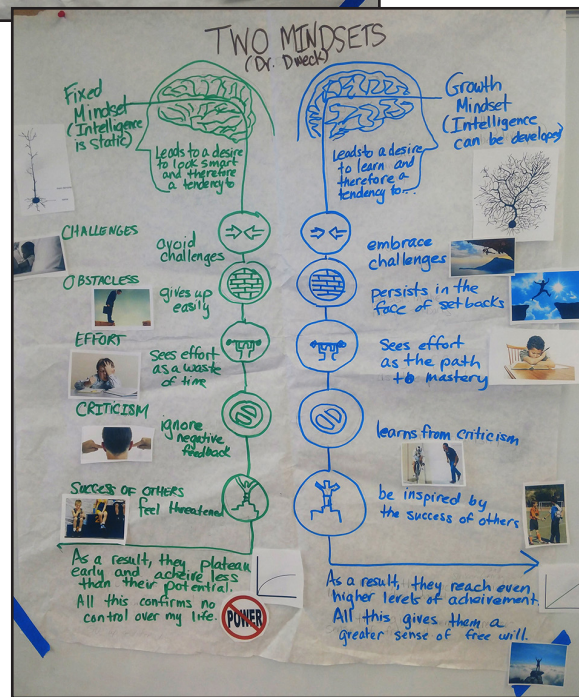 TWO MINDSETS
(Dr. Dweck)
Fixed
Mindset
(Intelligence
is static)
Leads to a desire
to look smart
and therefore
a tendency to
CHALLENGES
avoid
challenges
OBSTACLESS
gives up
easily
EFFORT
Sees effort
as a waste
of time
CRITICISM
ignore
negative
feedback
SUCCESS OF OTHERS
feel threatened
As a result, they plateau
early and acheive less
than their potential.
All this confirms no
control over my life.
POWER
Growth
Mindset
(Intelligence
can be developed)
Leads to a desire
to learn and
therefore a
tendency to...
embrace
challenges
persists in the
face of setbacks
Sees effort
as the path
to mastery
learns from criticism
be inspired by
the success of others
As a result, they reach even
higher levels of acheivement.
All this gives them a
greater sense of free will.